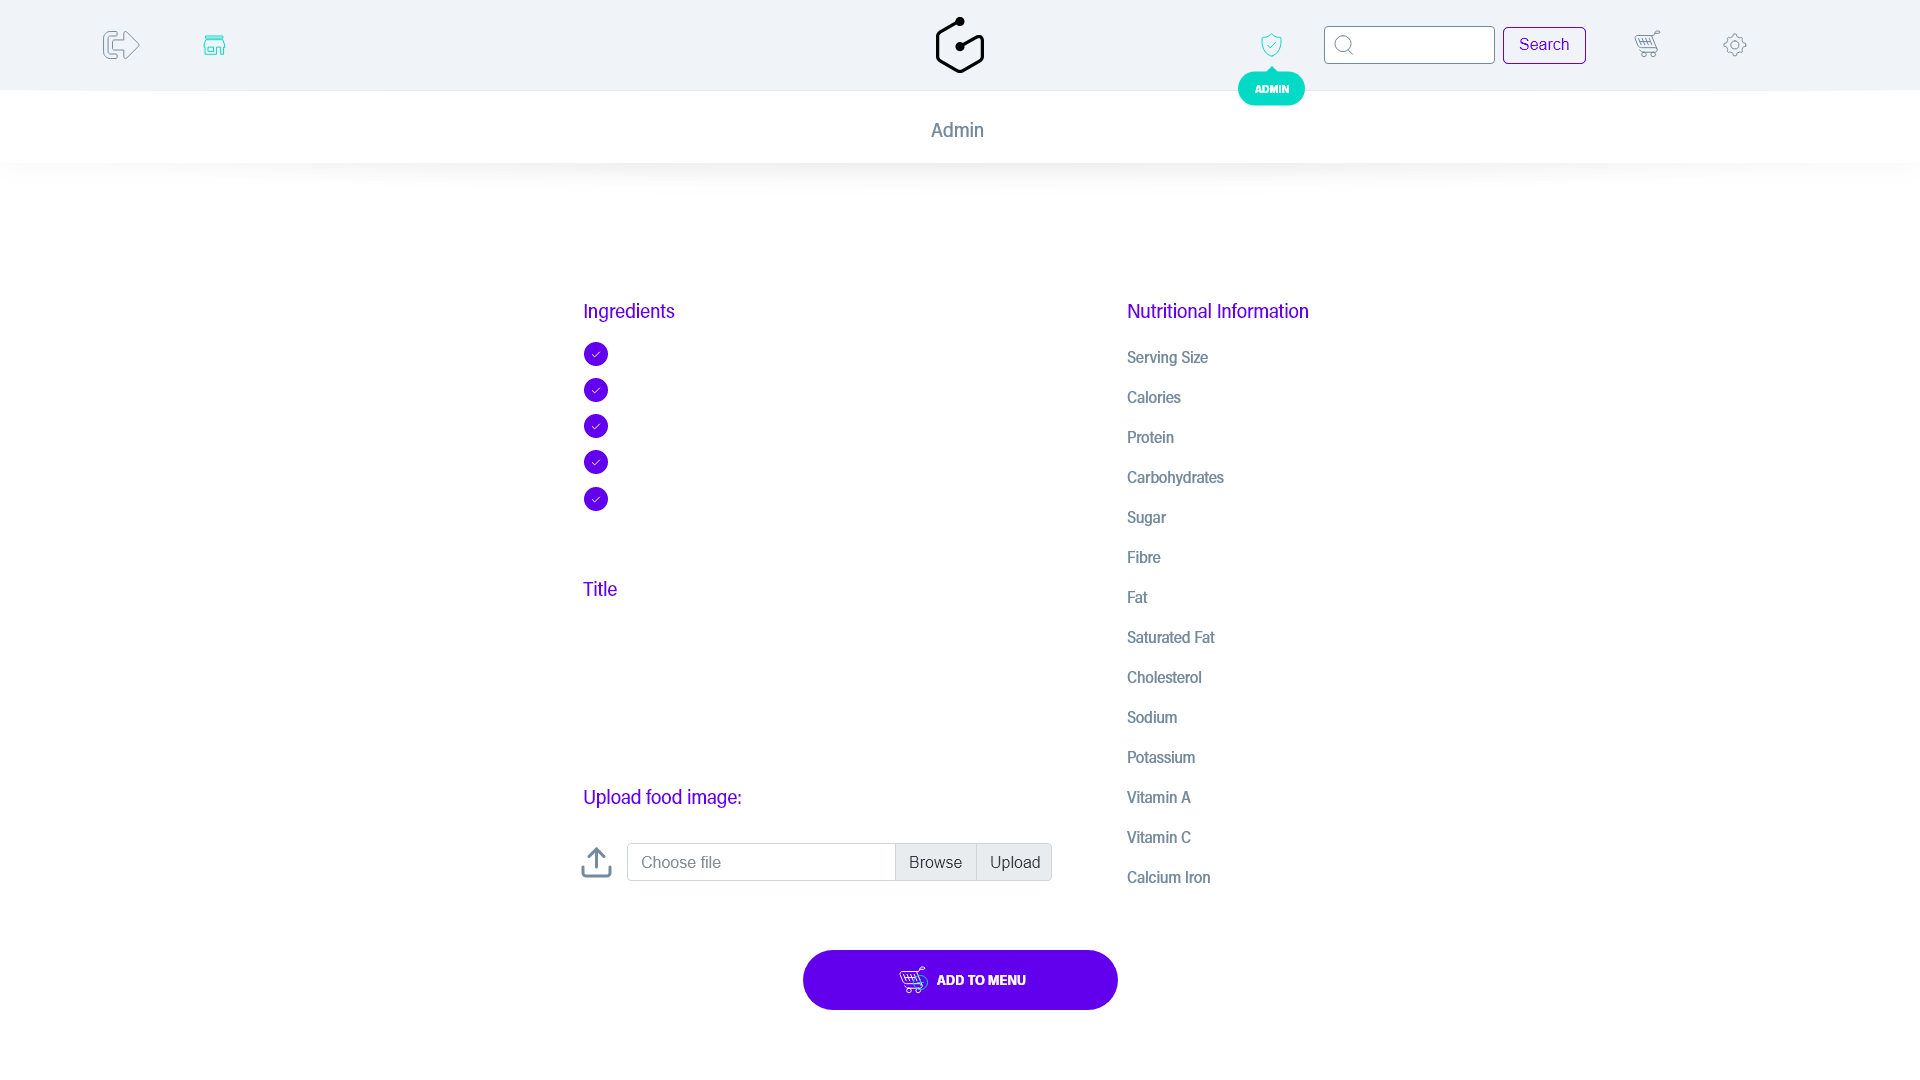 Search
ADMIN
Admin
Ingredients
Title
Upload food image:
Choose file
Browse
Upload
Nutritional Information
Serving Size
Calories
Protein
Carbohydrates
Sugar
Fibre
Fat
Saturated Fat
Cholesterol
Sodium
Potassium
Vitamin A
Vitamin C
Calcium Iron
ADD TO MENU